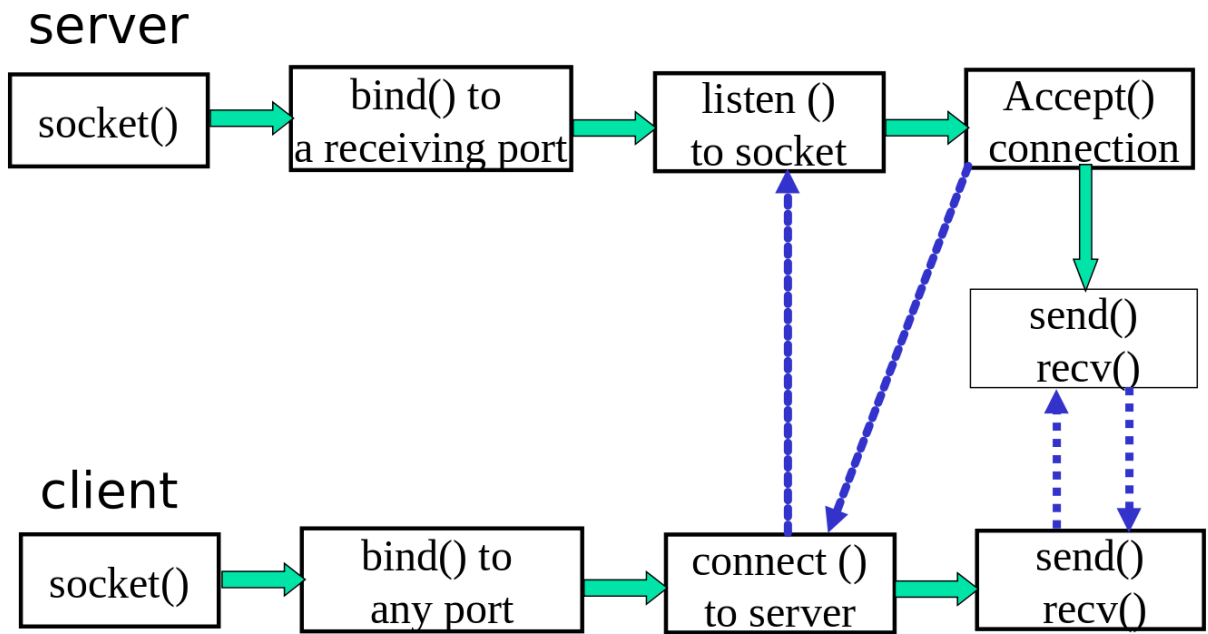 server
socket()
bind() to
a receiving port
listen ()
to socket
Accept()
connection
send()
recv()
client
socket()
bind() to
any port
connect ()
to server
send()
recv()